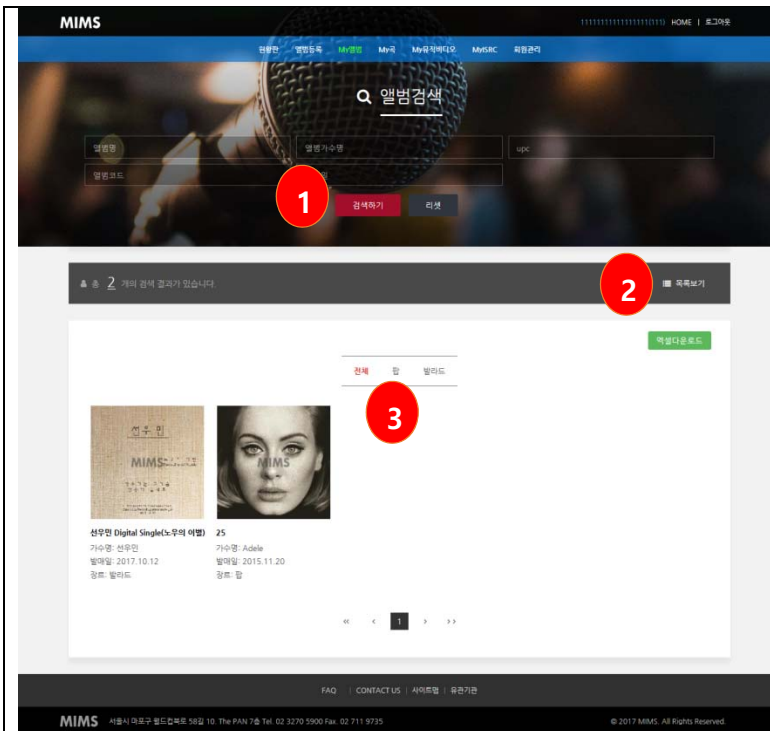 MIMS
1111111111111111(111) HOME | 로그아웃
현황판 앨범등록 My앨범 My곡 My뮤직비디오 MyISRC 회원관리
앨범검색
앨범명 앨범가수명 upc
앨범코드
1
검색하기 리셋
총 2 개의 검색 결과가 있습니다.
2
목록보기
엑셀다운로드
전체 팝 발라드
3
선우민
MIMS
MIMS
선우민 Digital Single(노우의 이별) 25
가수명: 선우민 가수명: Adele
발매일: 2017.10.12 발매일: 2015.11.20
장르: 발라드 장르: 팝
« ‹ 1 › >>
FAQ | CONTACT US | 사이트맵 | 유관기관
MIMS 서울시 마포구 월드컵북로 58길 10. The PAN 7층 Tel. 02 3270 5900 Fax. 02 711 9735 © 2017 MIMS. All Rights Reserved.